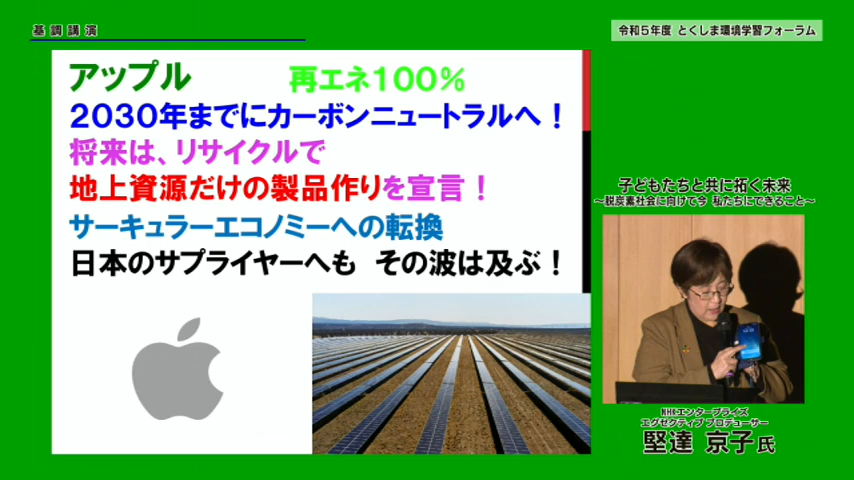 基調講演
令和5年度 とくしま環境学習フォーラム
アップル 再エネ100%
2030年までにカーボンニュートラルへ!
将来は、リサイクルで
地上資源だけの製品作りを宣言!
サーキュラーエコノミーへの転換
日本のサプライヤーへも その波は及ぶ!
子どもたちと共に拓く未来
~脱炭素社会に向けて今 私たちにできること~
NHKエンタープライズ
エグゼクティブ プロデューサー
堅達 京子 氏